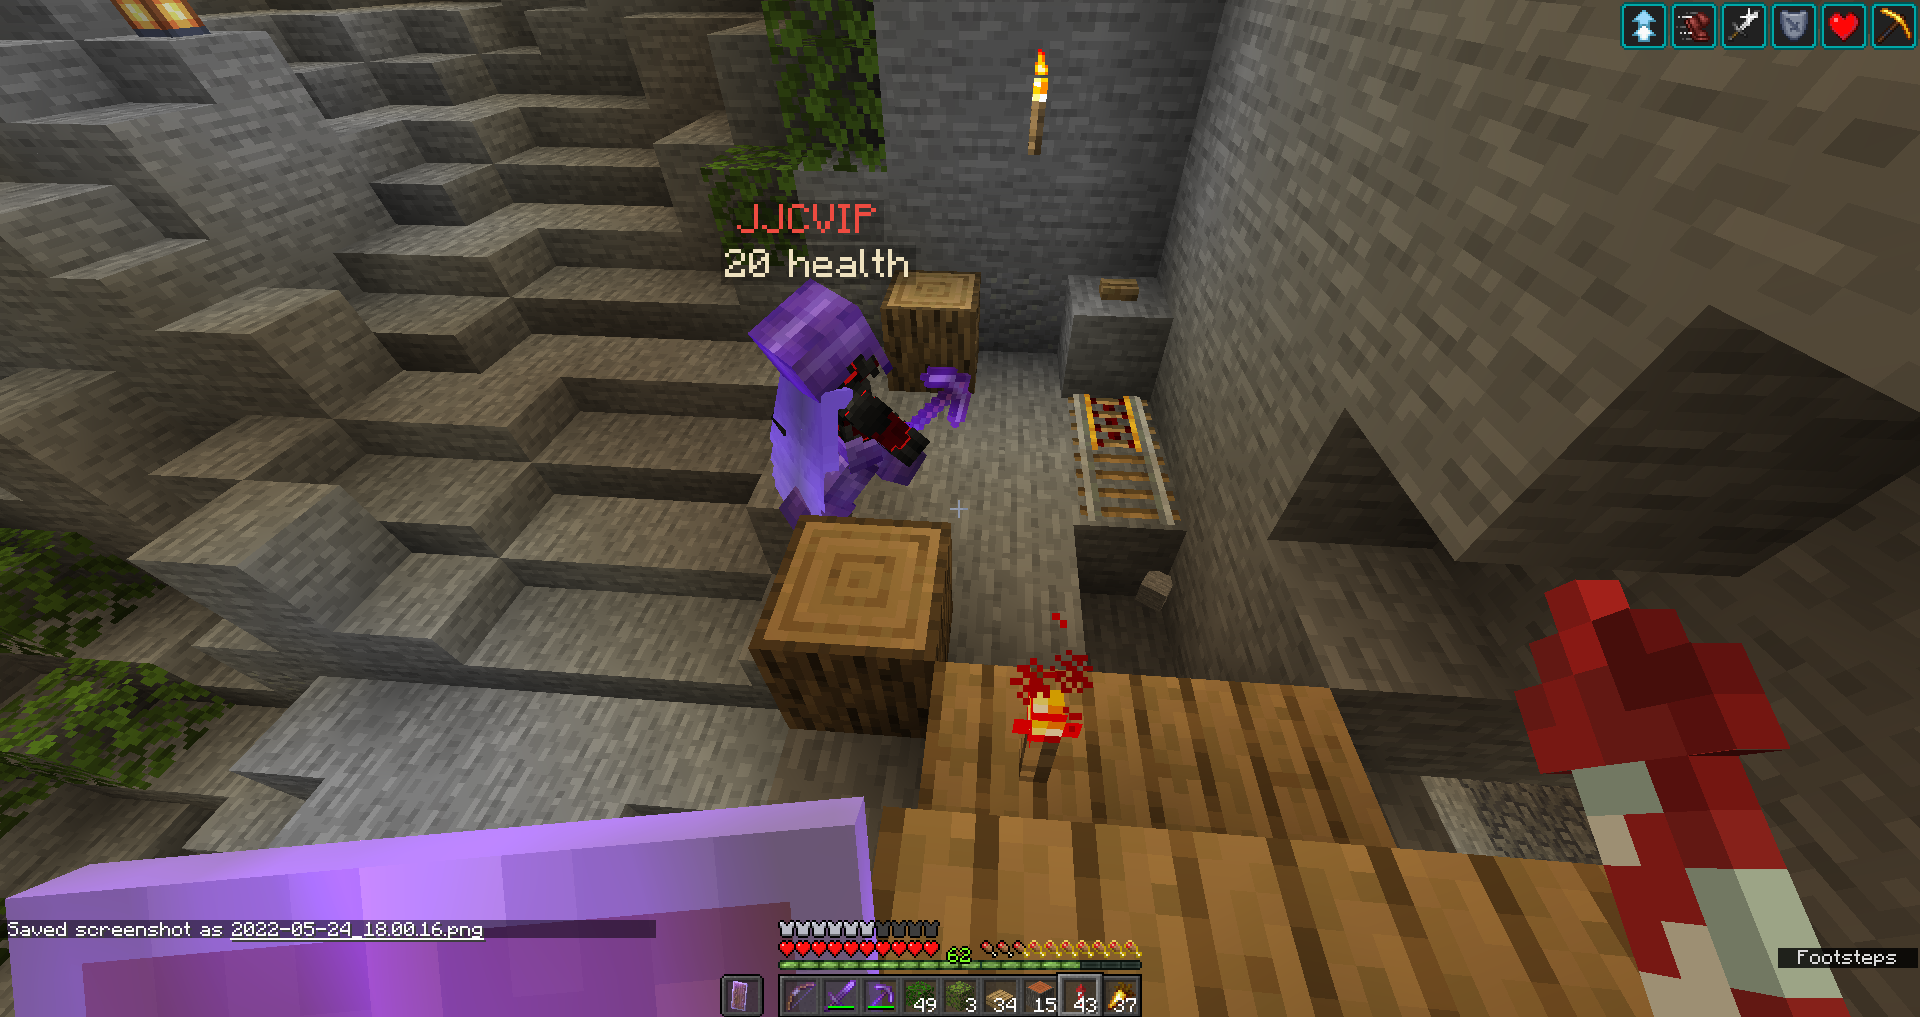 JJCVIP
20 health
Saved screenshot as 2022-05-24_18.00.16.png
62
Footsteps
49 3 34 15 43 37